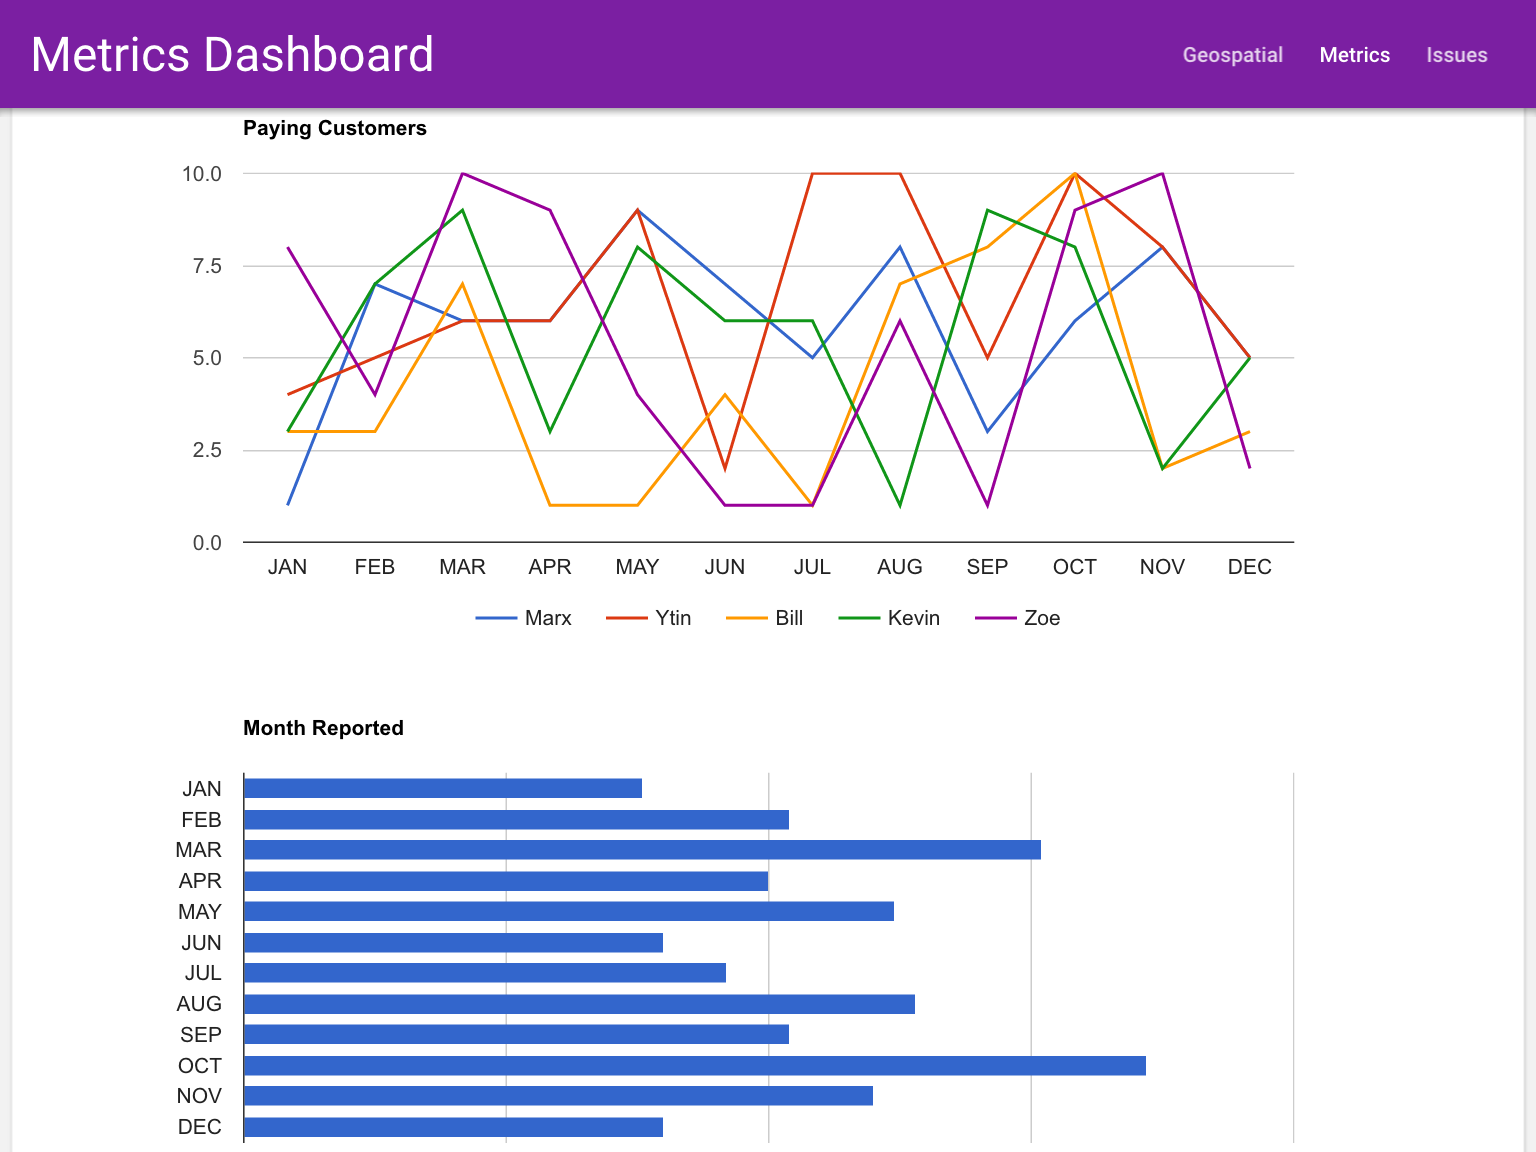 Metrics Dashboard
Geospatial Metrics Issues
Paying Customers
10.0
7.5
5.0
2.5
0.0
JAN FEB MAR APR MAY JUN JUL AUG SEP OCT NOV DEC
Marx Ytin Bill Kevin Zoe
Month Reported
JAN
FEB
MAR
APR
MAY
JUN
JUL
AUG
SEP
OCT
NOV
DEC